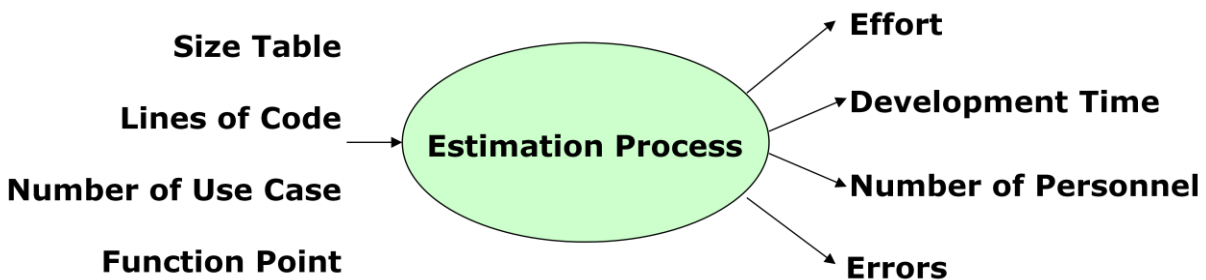 Size Table
Lines of Code
Number of Use Case
Function Point
Estimation Process
Effort
Development Time
Number of Personnel
Errors